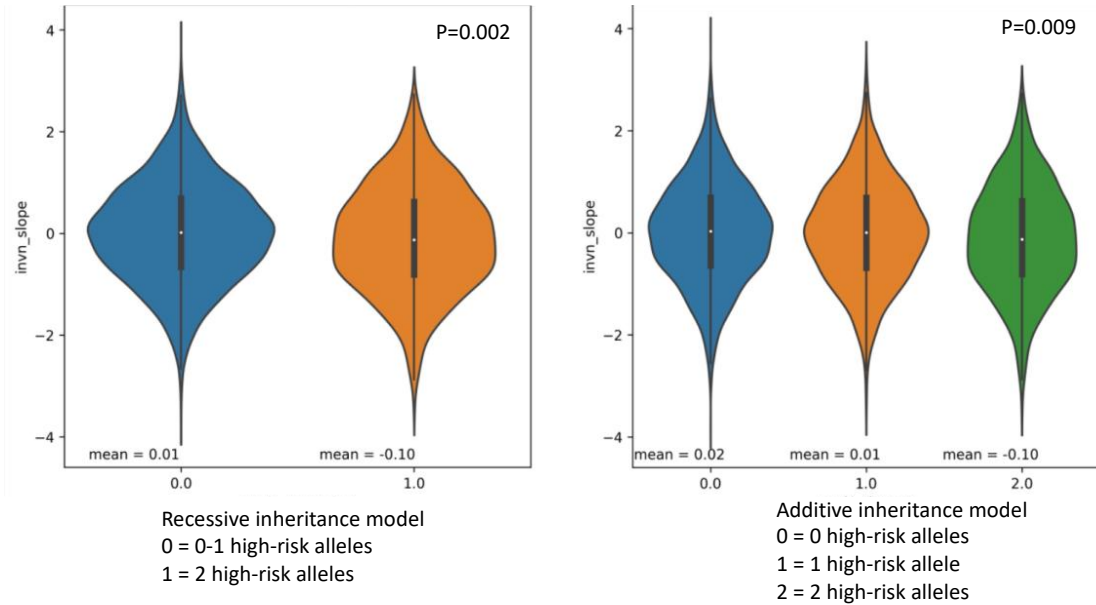 P=0.002
4
2
0
−2
−4
invn_slope
mean = 0.01
mean = -0.10
0.0
1.0
Recessive inheritance model
0 = 0-1 high-risk alleles
1 = 2 high-risk alleles
P=0.009
4
2
0
−2
−4
invn_slope
mean = 0.02
mean = 0.01
mean = -0.10
0.0
1.0
2.0
Additive inheritance model
0 = 0 high-risk alleles
1 = 1 high-risk allele
2 = 2 high-risk alleles